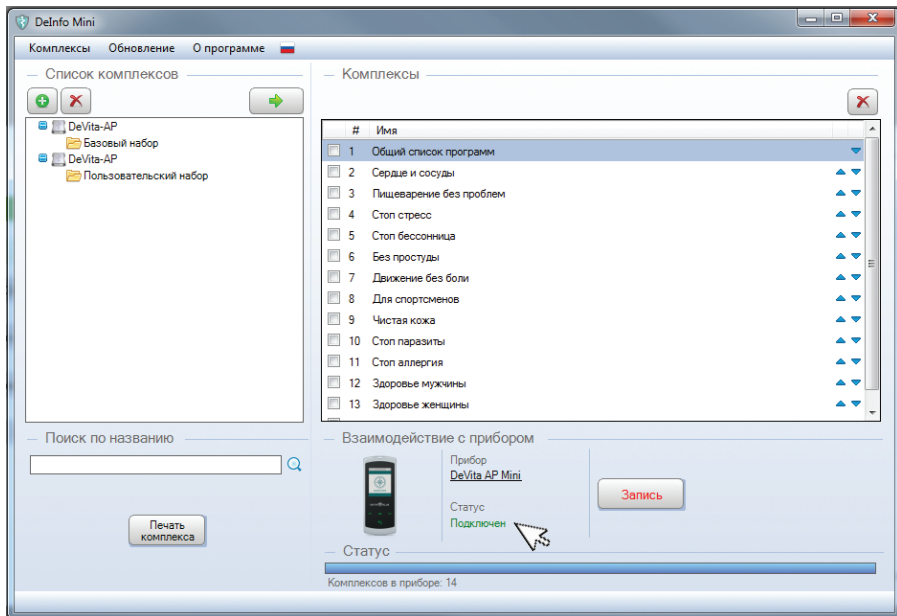 DeInfo Mini
Комплексы Обновление О программе
Список комплексов
DeVita-AP
Базовый набор
DeVita-AP
Пользовательский набор
Поиск по названию
Печать
комплекса
Комплексы
# Имя
1 Общий список программ
2 Сердце и сосуды
3 Пищеварение без проблем
4 Стоп стресс
5 Стоп бессонница
6 Без простуды
7 Движение без боли
8 Для спортсменов
9 Чистая кожа
10 Стоп паразиты
11 Стоп аллергия
12 Здоровье мужчины
13 Здоровье женщины
Взаимодействие с прибором
Прибор
DeVita AP Mini
Статус
Подключен
Запись
Статус
Комплексов в приборе: 14